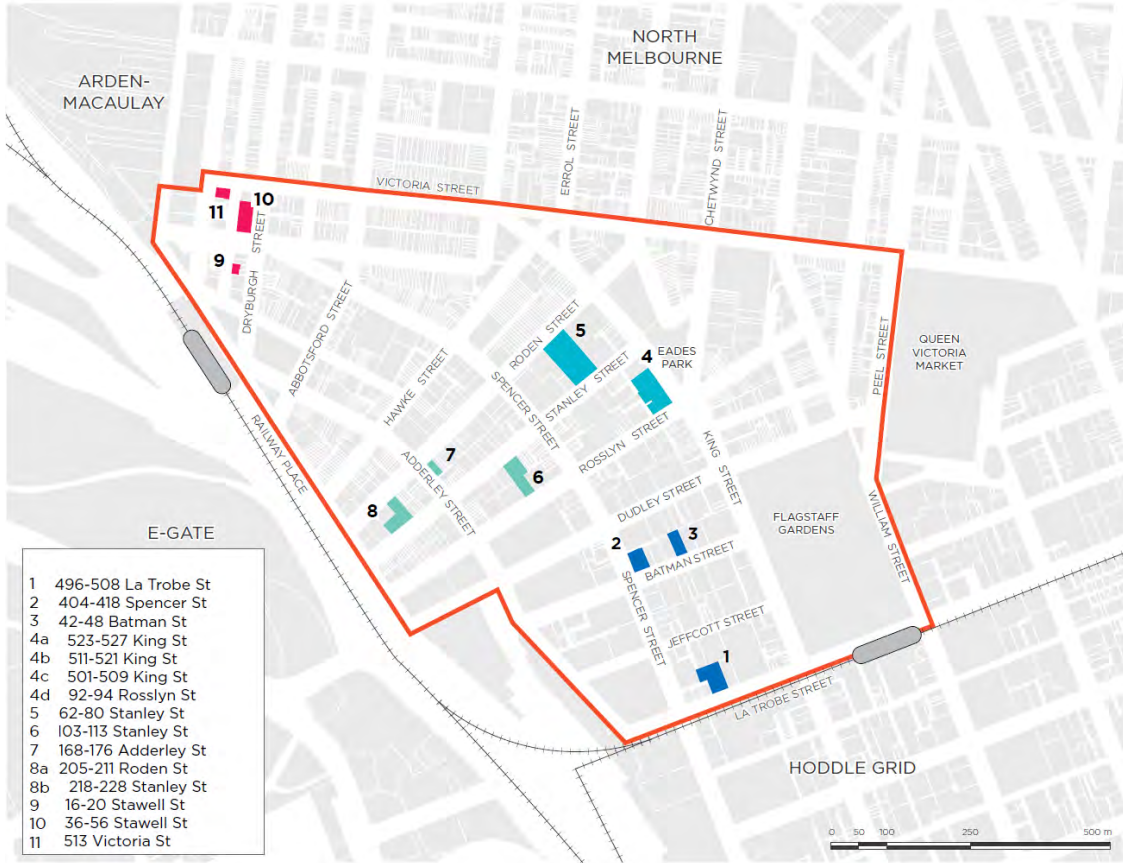 NORTH
MELBOURNE
ARDEN-
MACAULAY
ERROL STREET
CHETWYND STREET
VICTORIA STREET
10
11
9
DRYBURGH STREET
ABBOTSFORD STREET
HAWKE STREET
RODEN STREET
5
STANLEY STREET
4
EADES
PARK
PEEL STREET
QUEEN
VICTORIA
MARKET
SPENCER STREET
ROSSLYN STREET
KING STREET
RAILWAY PLACE
7
ADDERLEY STREET
6
8
DUDLEY STREET
FLAGSTAFF
GARDENS
WILLIAM STREET
E-GATE
2
3
BATMAN STREET
SPENCER STREET
JEFFCOTT STREET
1
LA TROBE STREET
HODDLE GRID
1 496-508 La Trobe St
2 404-418 Spencer St
3 42-48 Batman St
4a 523-527 King St
4b 511-521 King St
4c 501-509 King St
4d 92-94 Rosslyn St
5 62-80 Stanley St
6 I03-113 Stanley St
7 168-176 Adderley St
8a 205-211 Roden St
8b 218-228 Stanley St
9 16-20 Stawell St
10 36-56 Stawell St
11 513 Victoria St
0 50 100 250 500 m